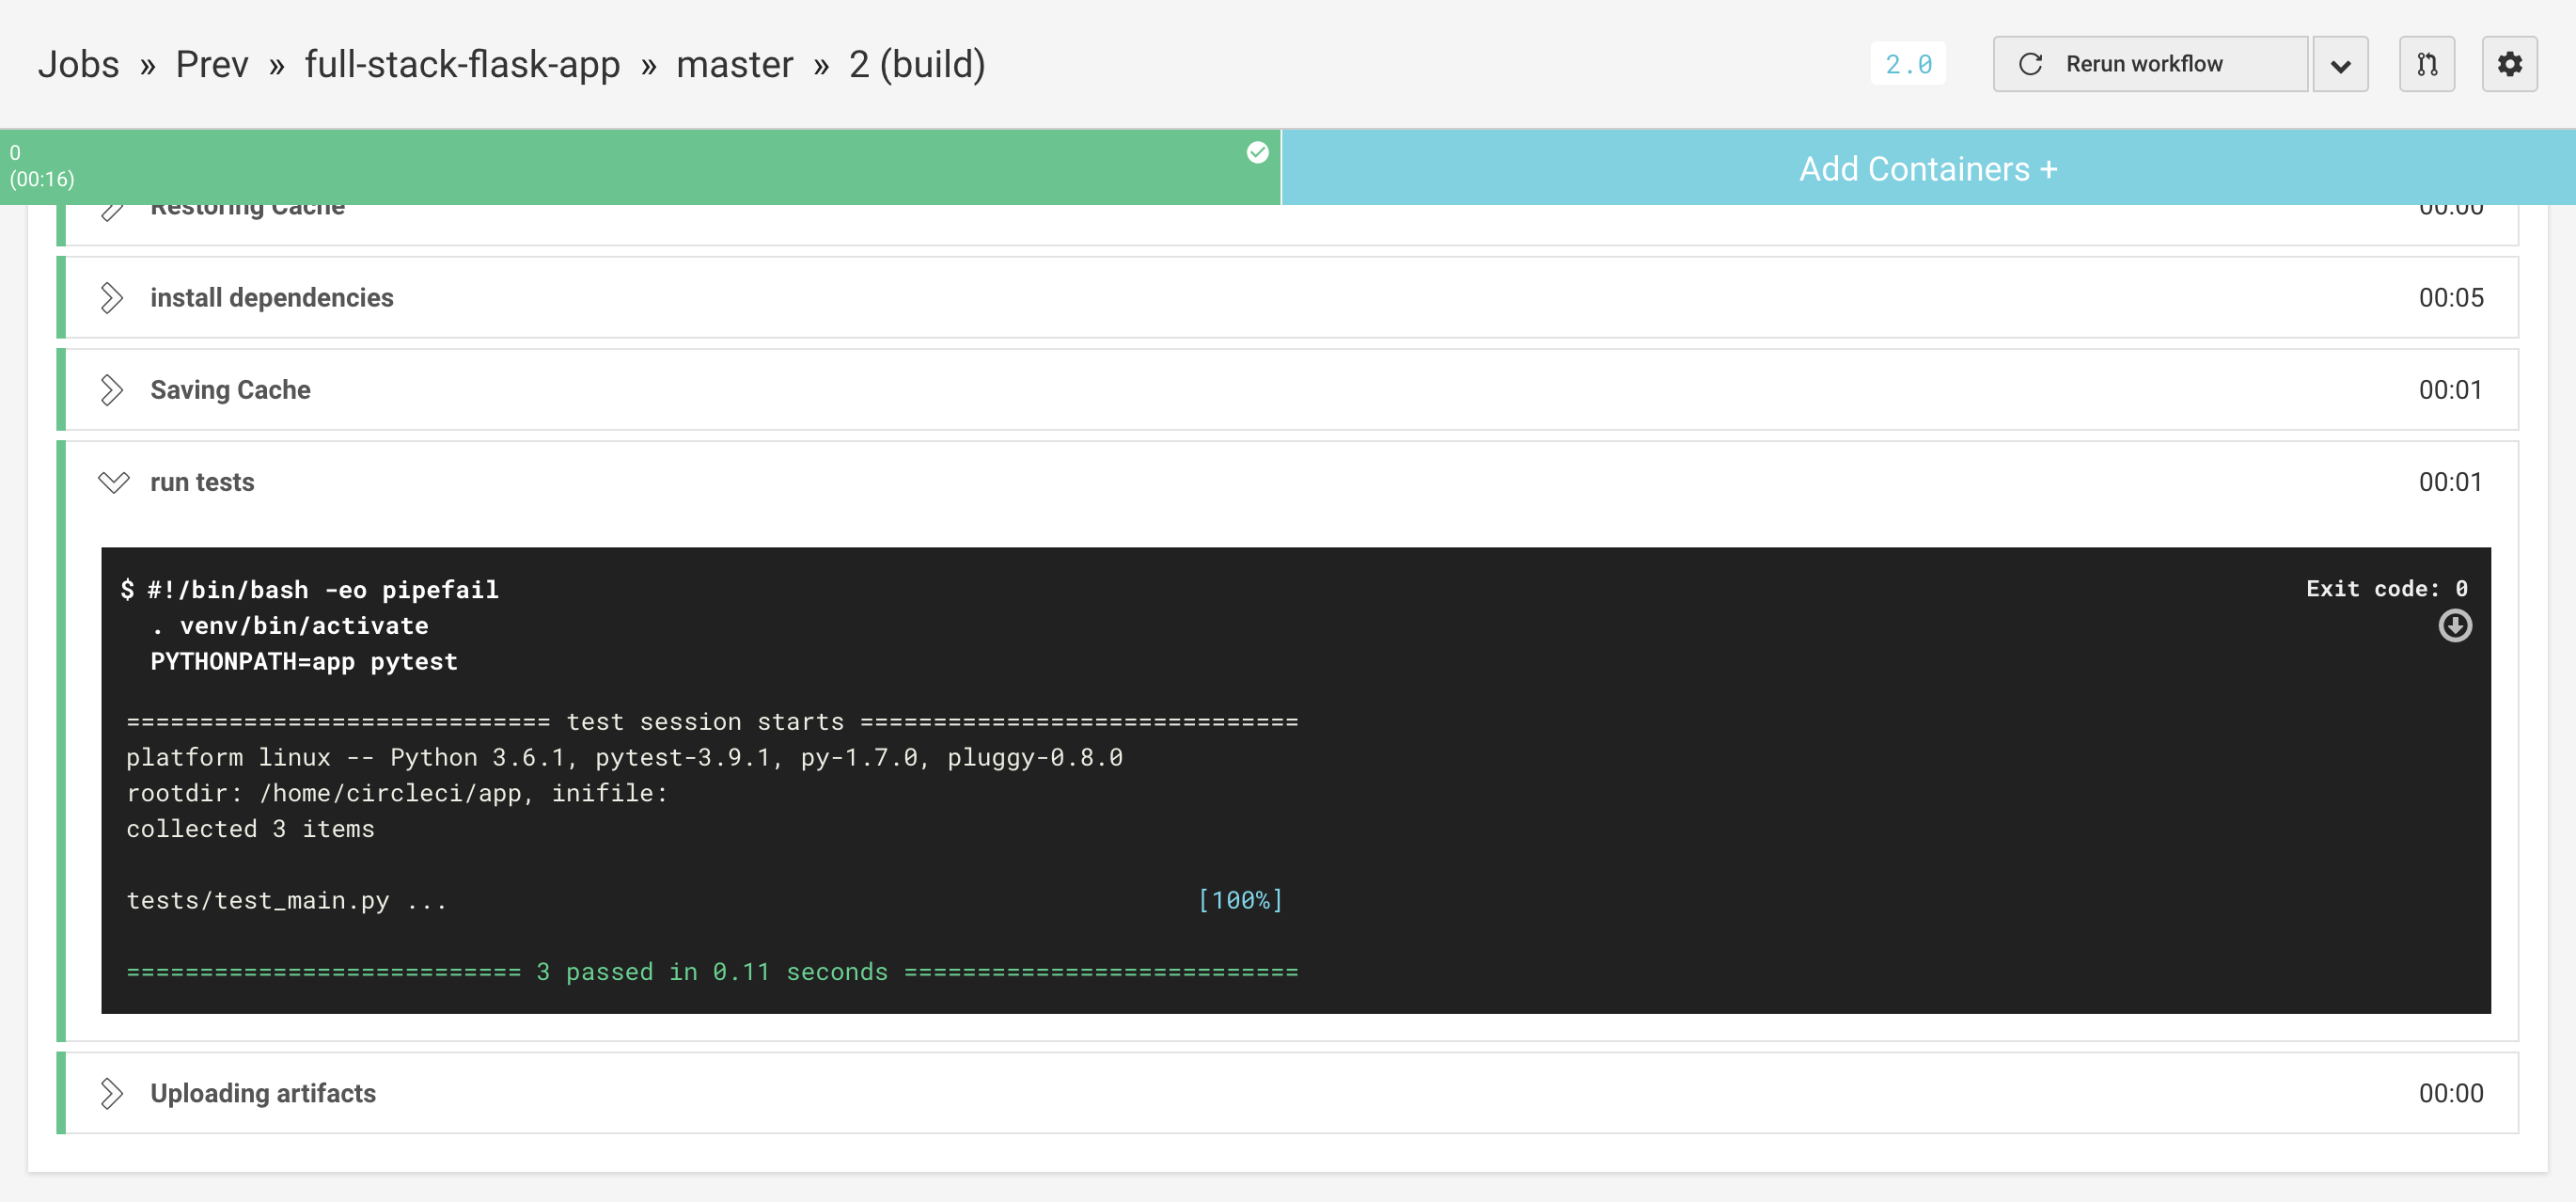 Jobs » Prev » full-stack-flask-app » master » 2 (build)
2.0
Rerun workflow
0
(00:16)
Add Containers +
Restoring Cache 00:00
install dependencies 00:05
Saving Cache 00:01
run tests 00:01
$ #!/bin/bash -eo pipefail
Exit code: 0
. venv/bin/activate
PYTHONPATH=app pytest
============================= test session starts ==============================
platform linux -- Python 3.6.1, pytest-3.9.1, py-1.7.0, pluggy-0.8.0
rootdir: /home/circleci/app, inifile:
collected 3 items
tests/test_main.py ... [100%]
=========================== 3 passed in 0.11 seconds ===========================
Uploading artifacts 00:00